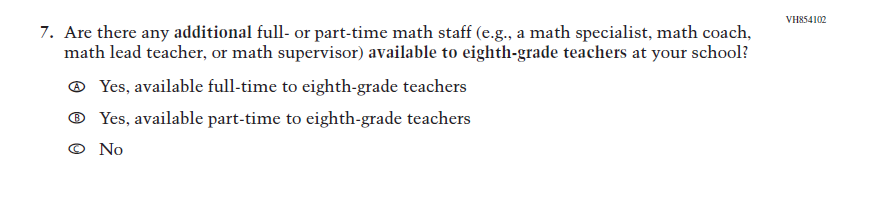 VH854102
7. Are there any additional full- or part-time math staff (e.g., a math specialist, math coach,
math lead teacher, or math supervisor) available to eighth-grade teachers at your school?
A Yes, available full-time to eighth-grade teachers
B Yes, available part-time to eighth-grade teachers
C No